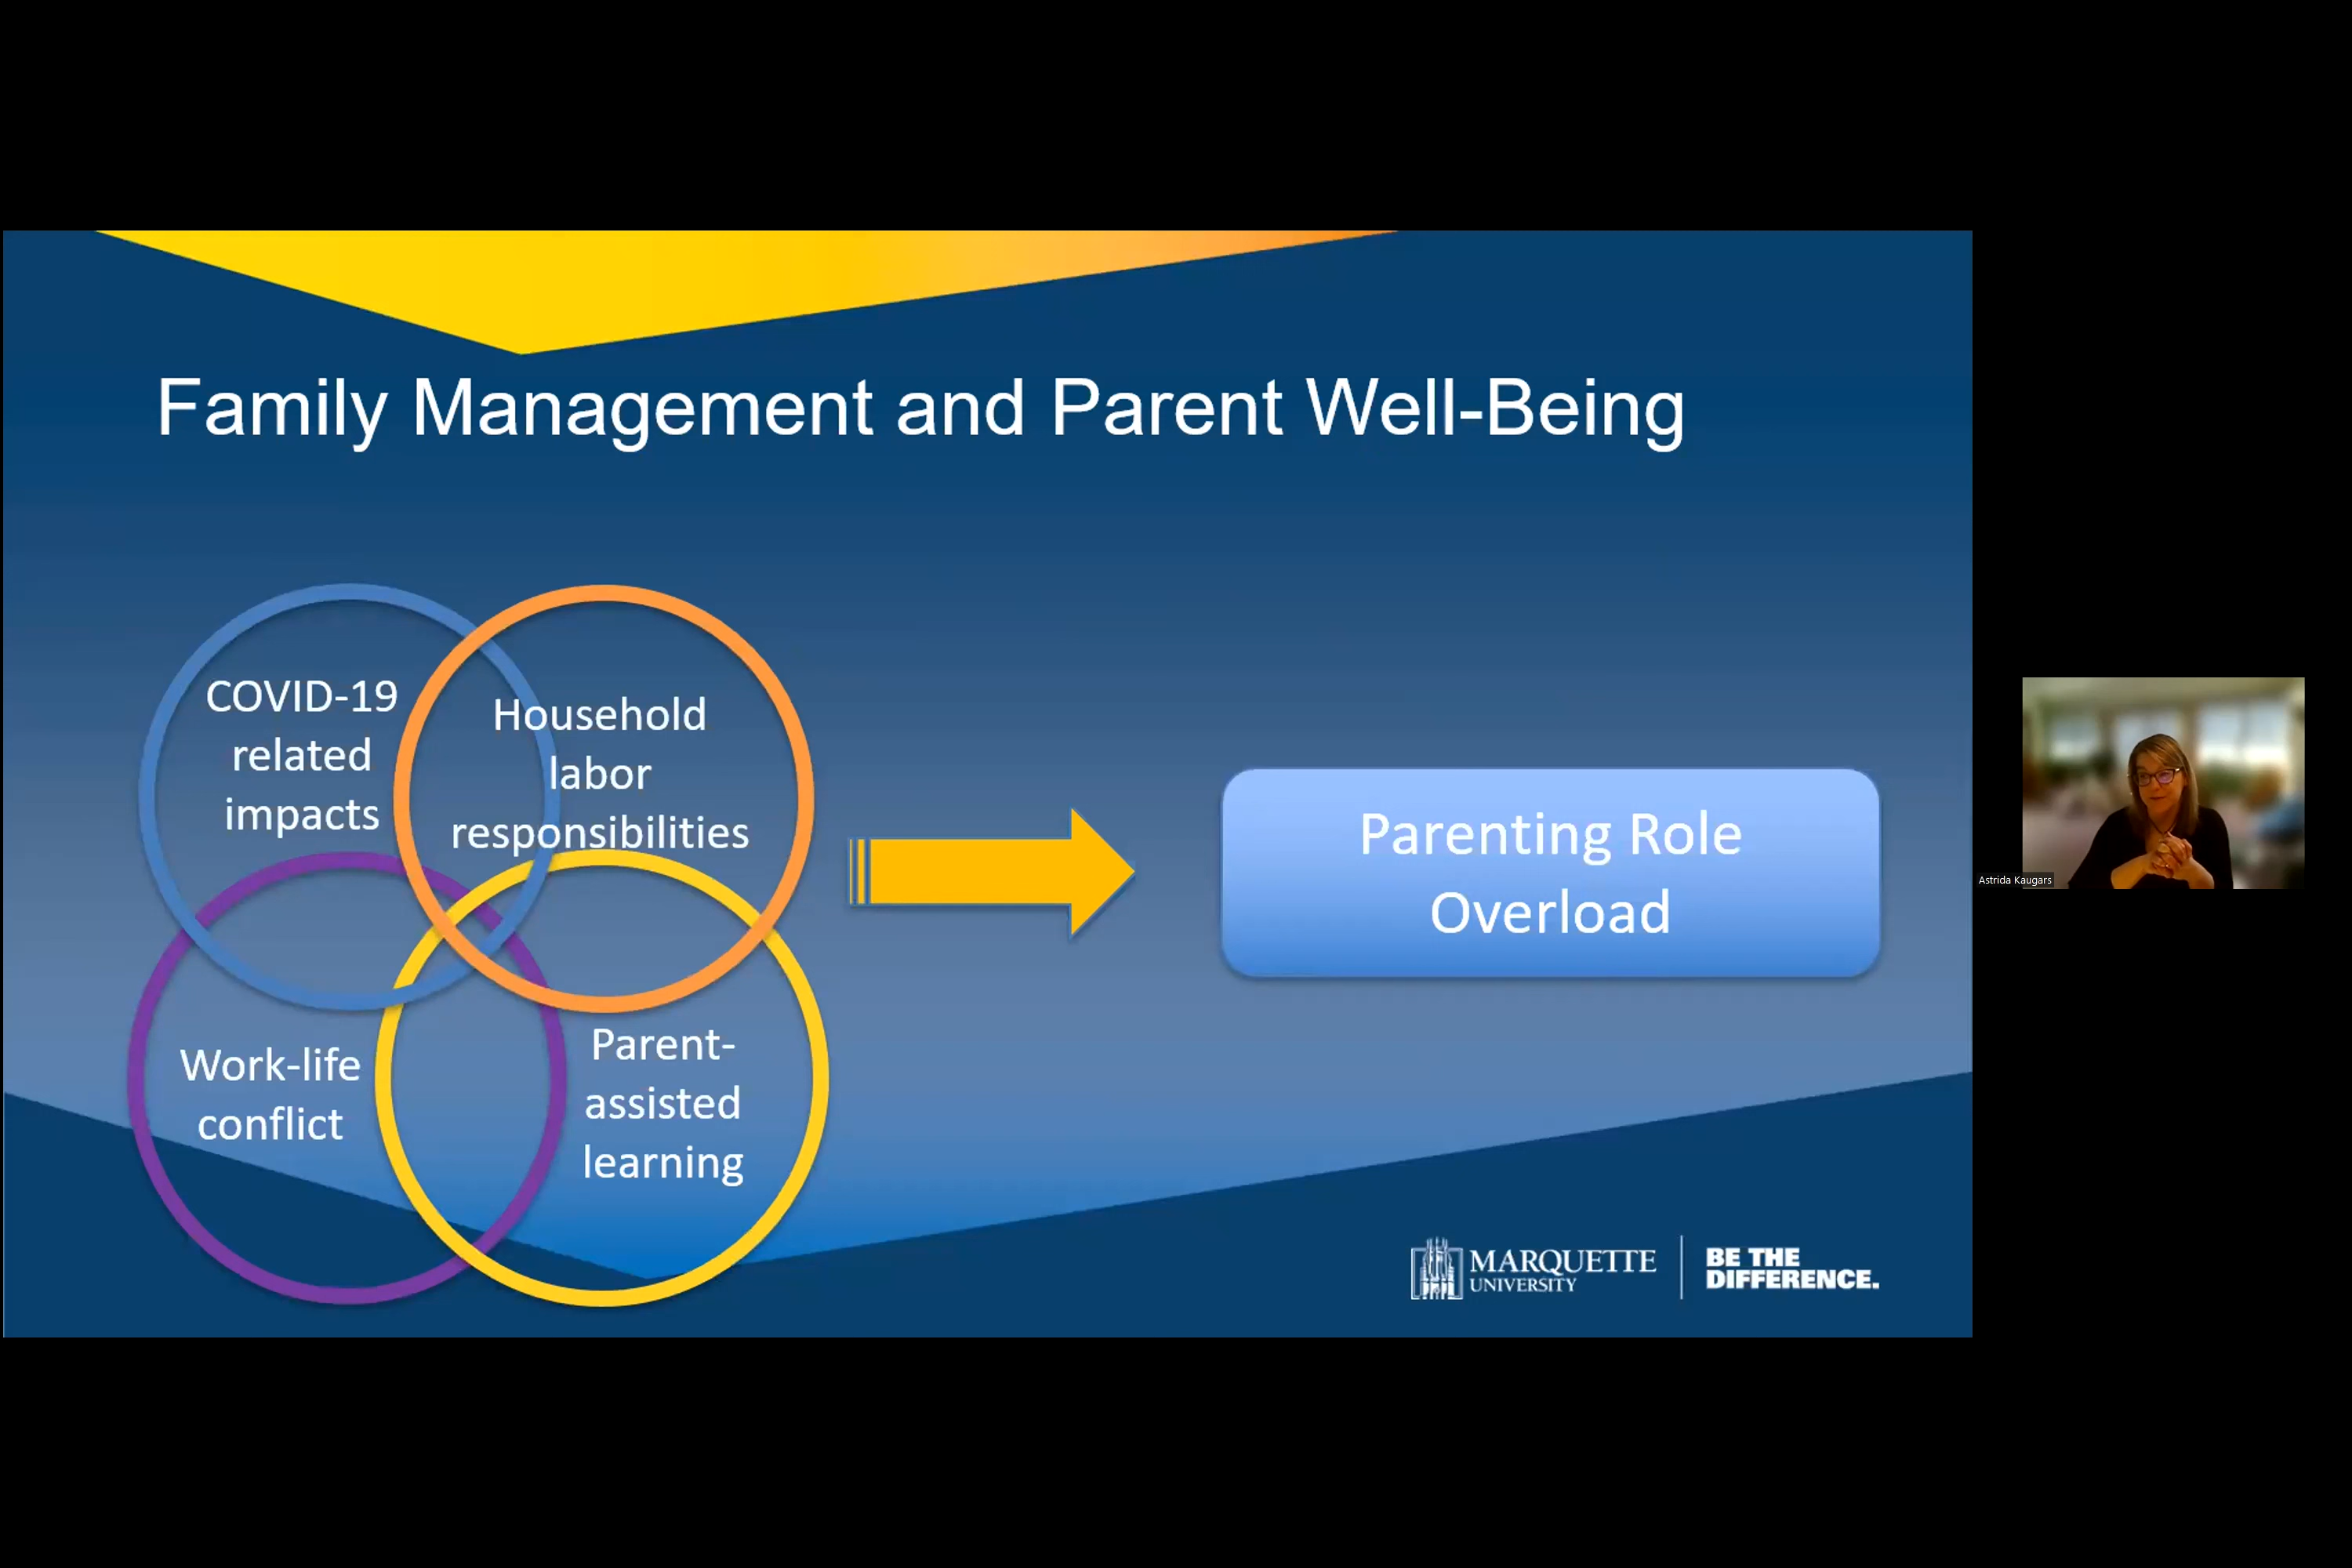 Family Management and Parent Well-Being
COVID-19
related
impacts
Household
labor
responsibilities
Work-life
conflict
Parent-
assisted
learning
Parenting Role
Overload
MARQUETTE
UNIVERSITY
BE THE
DIFFERENCE.
Astrida Kaugars